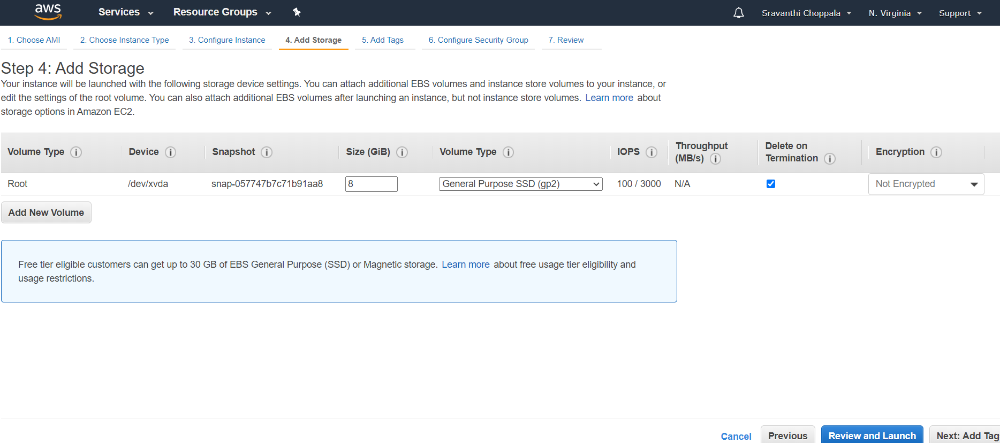 aws Services Resource Groups Sravanthi Choppala N. Virginia Support
1. Choose AMI 2. Choose Instance Type 3. Configure Instance 4. Add Storage 5. Add Tags 6. Configure Security Group 7. Review
Step 4: Add Storage
Your instance will be launched with the following storage device settings. You can attach additional EBS volumes and instance store volumes to your instance, or
edit the settings of the root volume. You can also attach additional EBS volumes after launching an instance, but not instance store volumes. Learn more about
storage options in Amazon EC2.
Volume Type i Device i Snapshot i Size (GiB) i Volume Type i IOPS i Throughput (MB/s) i Delete on Termination i Encryption i
Root /dev/xvda snap-057747b7c71b91aa8 8 General Purpose SSD (gp2) 100 / 3000 N/A Not Encrypted
Add New Volume
Free tier eligible customers can get up to 30 GB of EBS General Purpose (SSD) or Magnetic storage. Learn more about free usage tier eligibility and
usage restrictions.
Cancel Previous Review and Launch Next: Add Tag